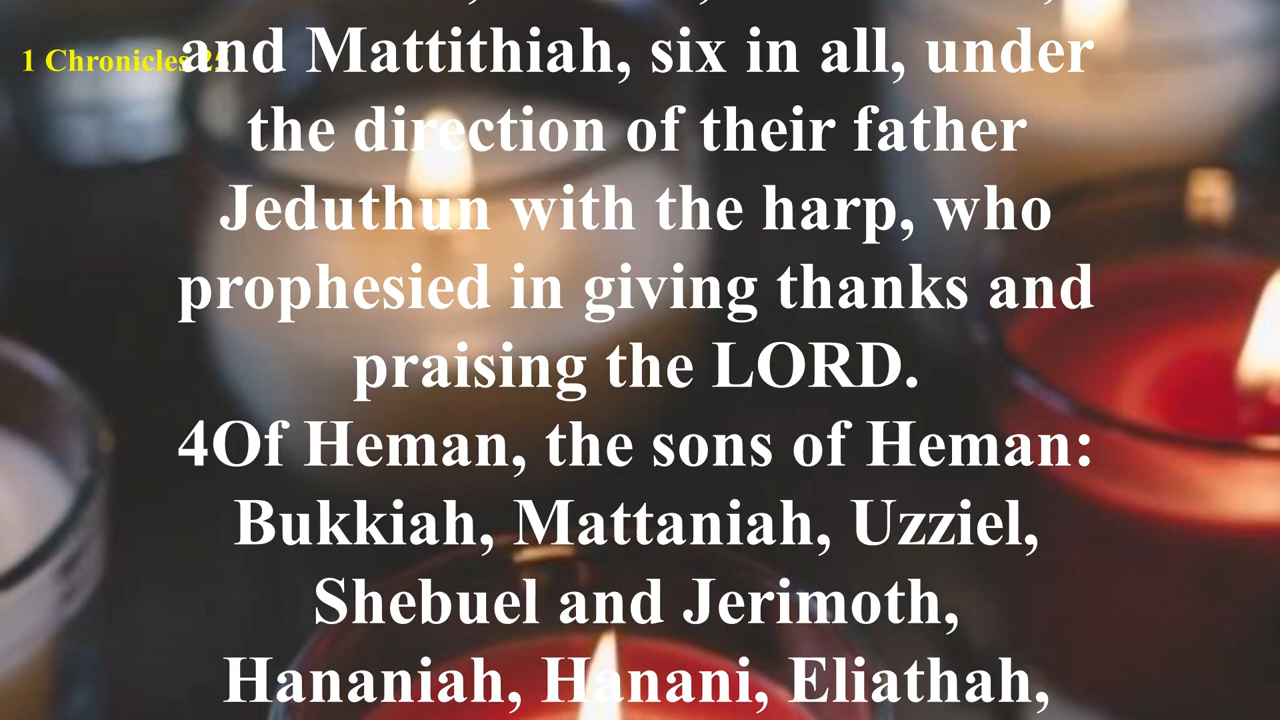 1 Chronicles
and Mattithiah, six in all, under
the direction of their father
Jeduthun with the harp, who
prophesied in giving thanks and
praising the LORD.
4Of Heman, the sons of Heman:
Bukkiah, Mattaniah, Uzziel,
Shebuel and Jerimoth,
Hananiah, Hanani, Eliathah,